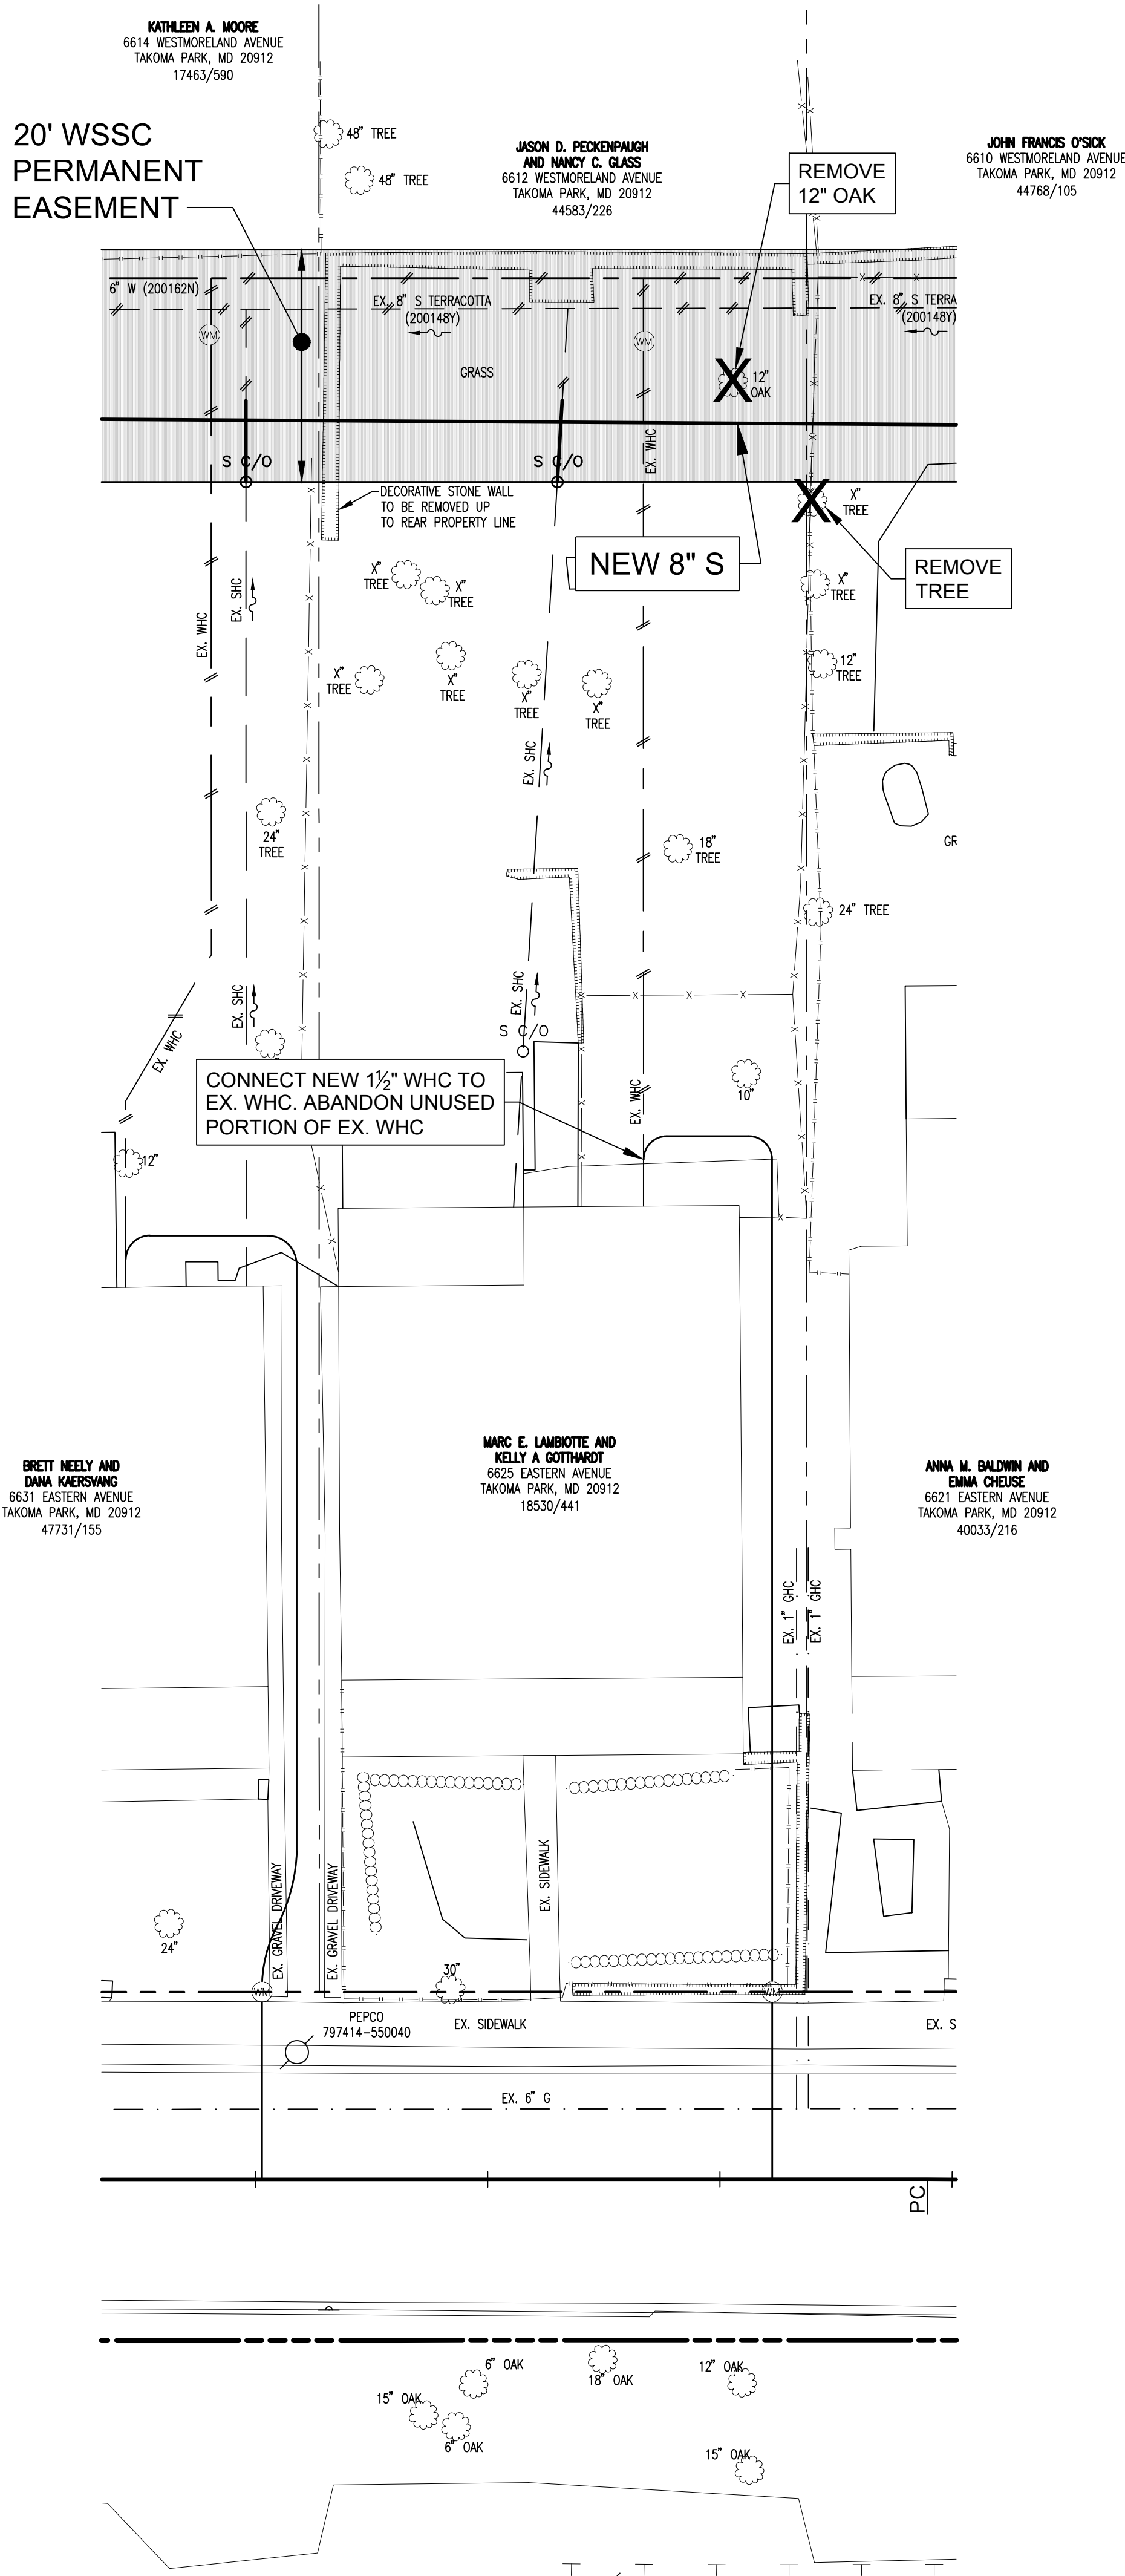 KATHLEEN A. MOORE
6614 WESTMORELAND AVENUE
TAKOMA PARK, MD 20912
17463/590
20' WSSC
PERMANENT
EASEMENT
48" TREE
48" TREE
JASON D. PECKENPAUGH
AND NANCY C. GLASS
6612 WESTMORELAND AVENUE
TAKOMA PARK, MD 20912
44583/226
REMOVE
12" OAK
JOHN FRANCIS O'SICK
6610 WESTMORELAND AVENUE
TAKOMA PARK, MD 20912
44768/105
6" W (200162N)
EX. 8" S TERRACOTTA
(200148Y)
EX. 8" S TERRA
(200148Y)
WM
WM
GRASS
12"
OAK
EX. WHC
S C/O
S C/O
DECORATIVE STONE WALL
TO BE REMOVED UP
TO REAR PROPERTY LINE
X"
TREE
NEW 8" S
REMOVE
TREE
X"
TREE
X"
TREE
X"
TREE
EX. WHC
EX. SHC
12"
TREE
X"
TREE
X"
TREE
X"
TREE
X"
TREE
EX. SHC
24"
TREE
18"
TREE
GR
24" TREE
EX. SHC
EX. SHC
S C/O
EX. WHC
CONNECT NEW 1½" WHC TO
EX. WHC. ABANDON UNUSED
PORTION OF EX. WHC
EX. WHC
10"
12"
BRETT NEELY AND
DANA KAERSVANG
6631 EASTERN AVENUE
TAKOMA PARK, MD 20912
47731/155
MARC E. LAMBIOTTE AND
KELLY A GOTTHARDT
6625 EASTERN AVENUE
TAKOMA PARK, MD 20912
18530/441
ANNA M. BALDWIN AND
EMMA CHEUSE
6621 EASTERN AVENUE
TAKOMA PARK, MD 20912
40033/216
EX. 1" GHC
EX. 1" GHC
EX. GRAVEL DRIVEWAY
EX. GRAVEL DRIVEWAY
EX. SIDEWALK
24"
30"
WM
WM
PEPCO
797414-550040
EX. SIDEWALK
EX. S
EX. 6" G
PC
6" OAK
18" OAK
12" OAK
15" OAK
6" OAK
15" OAK